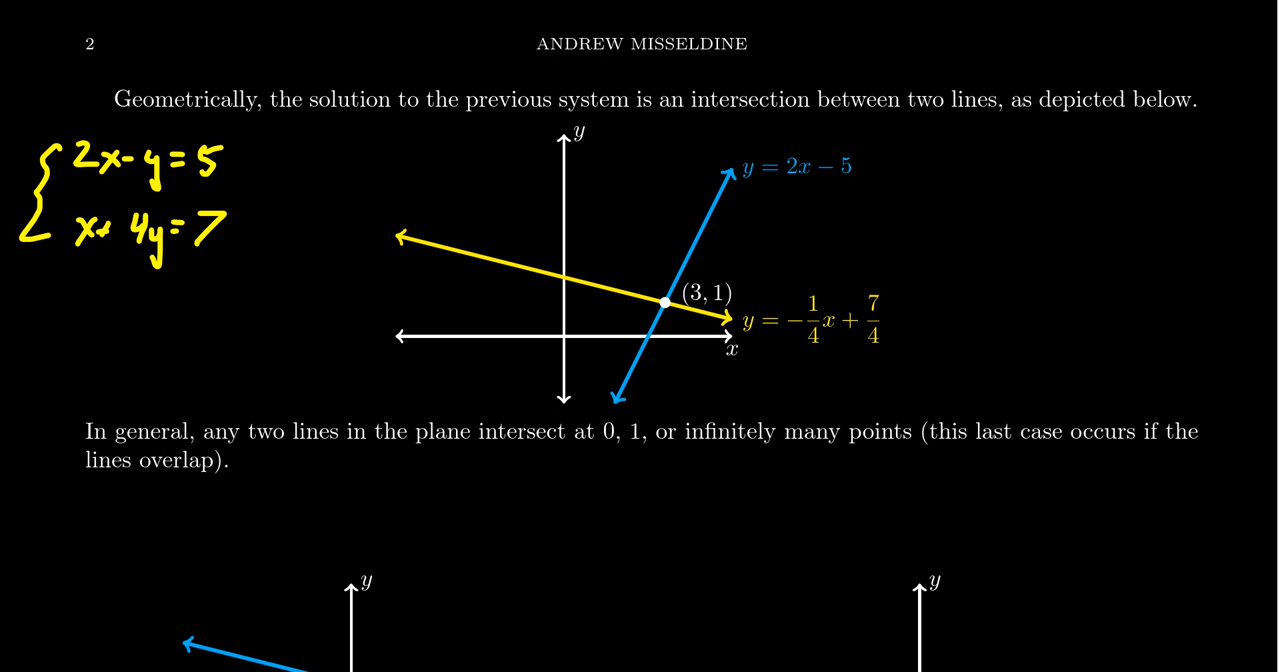 2
ANDREW MISSELDINE
Geometrically, the solution to the previous system is an intersection between two lines, as depicted below.
y
2x - y = 5
y = 2x − 5
x + 4y = 7
(3, 1)
y = −1/4x + 7/4
x
In general, any two lines in the plane intersect at 0, 1, or infinitely many points (this last case occurs if the
lines overlap).
y
y